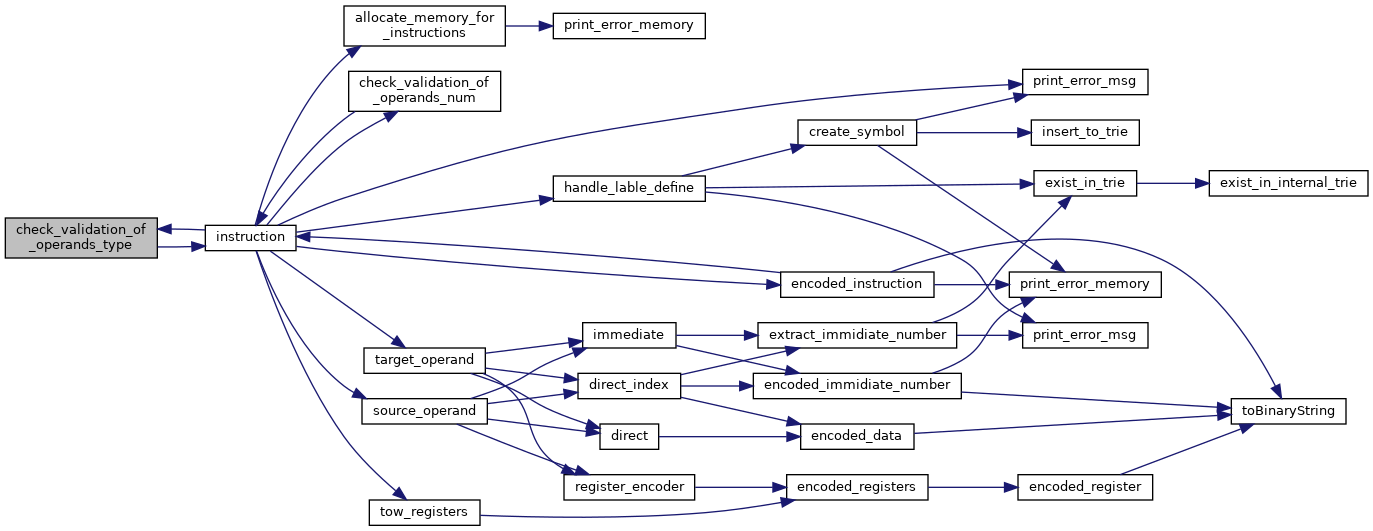 allocate_memory_for
_instructions
print_error_memory
check_validation_of
_operands_num
print_error_msg
create_symbol
insert_to_trie
handle_lable_define
exist_in_trie
exist_in_internal_trie
check_validation_of
_operands_type
instruction
encoded_instruction
print_error_memory
target_operand
immediate
extract_immidiate_number
print_error_msg
direct_index
encoded_immidiate_number
source_operand
toBinaryString
direct
encoded_data
register_encoder
encoded_registers
encoded_register
tow_registers